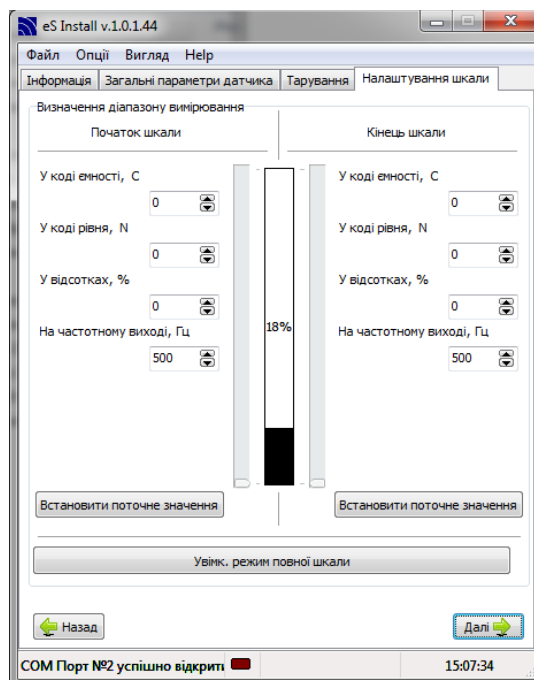 eS Install v.1.0.1.44
Файл Опції Вигляд Help
Інформація Загальні параметри датчика Тарування Налаштування шкали
Визначення діапазону вимірювання
Початок шкали
У коді ємності, C
0
У коді рівня, N
0
У відсотках, %
0
На частотному виході, Гц
500
Встановити поточне значення
18%
Кінець шкали
У коді ємності, C
0
У коді рівня, N
0
У відсотках, %
0
На частотному виході, Гц
500
Встановити поточне значення
Увімк. режим повної шкали
Назад
Далі
COM Порт №2 успішно відкрити
15:07:34